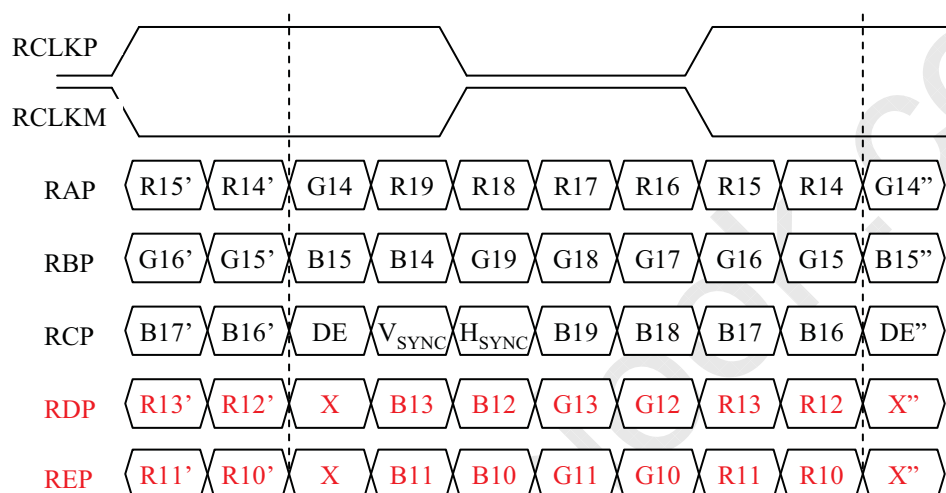 RCLKP
RCLKM
RAP R15’ R14’ G14 R19 R18 R17 R16 R15 R14 G14”
RBP G16’ G15’ B15 B14 G19 G18 G17 G16 G15 B15”
RCP B17’ B16’ DE VSYNC HSYNC B19 B18 B17 B16 DE”
RDP R13’ R12’ X B13 B12 G13 G12 R13 R12 X”
REP R11’ R10’ X B11 B10 G11 G10 R11 R10 X”